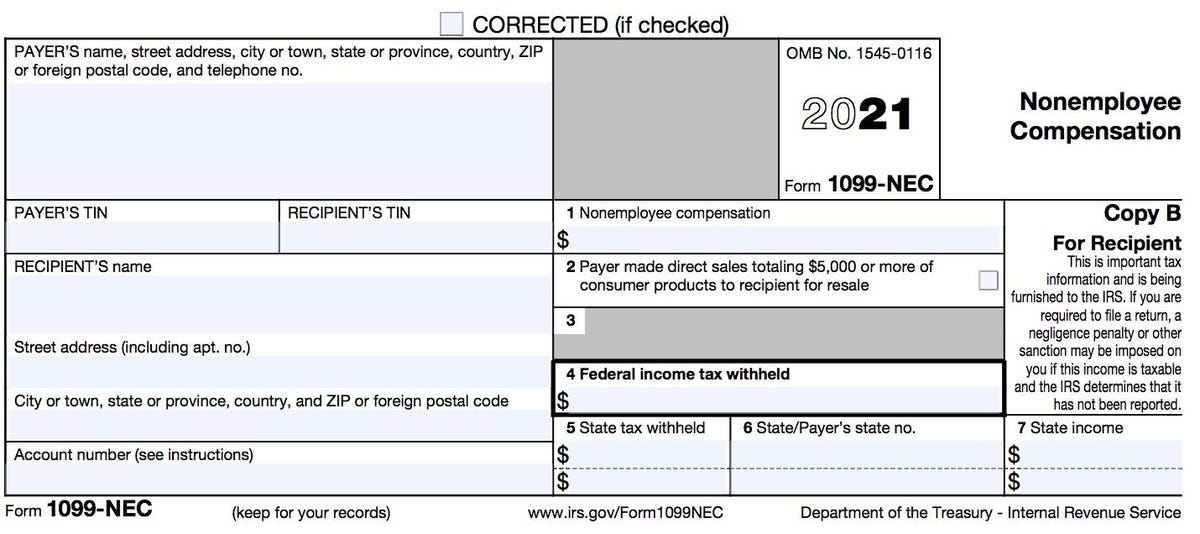 CORRECTED (if checked)
PAYER'S name, street address, city or town, state or province, country, ZIP
or foreign postal code, and telephone no.
OMB No. 1545-0116
2021
Form 1099-NEC
Nonemployee
Compensation
PAYER'S TIN
RECIPIENT'S TIN
1 Nonemployee compensation
$
Copy B
For Recipient
This is important tax
information and is being
furnished to the IRS. If you are
required to file a return, a
negligence penalty or other
sanction may be imposed on
you if this income is taxable
and the IRS determines that it
has not been reported.
RECIPIENT'S name
2 Payer made direct sales totaling $5,000 or more of
consumer products to recipient for resale
3
Street address (including apt. no.)
4 Federal income tax withheld
$
City or town, state or province, country, and ZIP or foreign postal code
5 State tax withheld
$
$
6 State/Payer's state no.
7 State income
$
$
Account number (see instructions)
Form 1099-NEC
(keep for your records)
www.irs.gov/Form1099NEC
Department of the Treasury - Internal Revenue Service